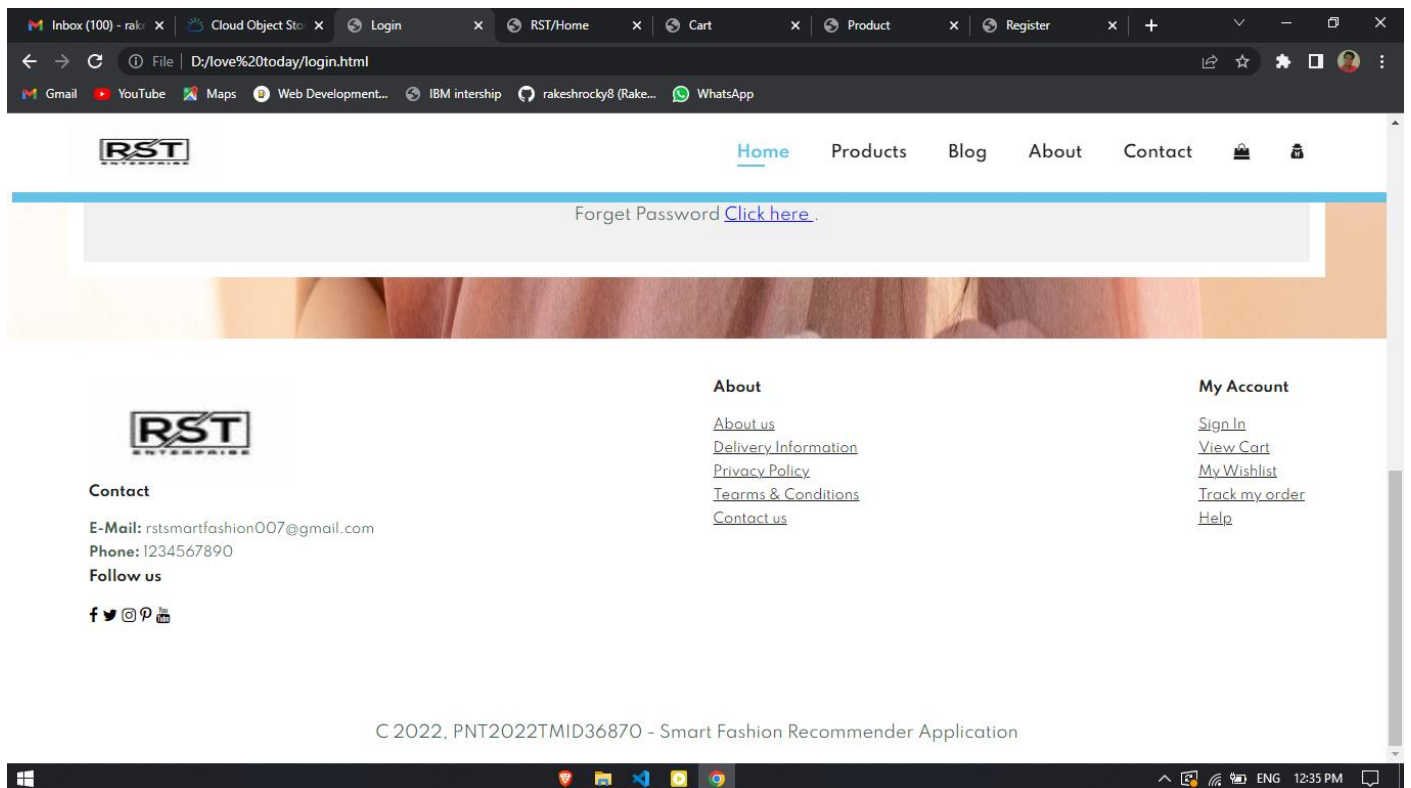 Inbox (100) - rake Cloud Object Sto Login RST/Home Cart Product Register
File D:/love%20today/login.html
Gmail YouTube Maps Web Development... IBM intership rakeshrocky8 (Rake... WhatsApp
RST
ENTERPRISE
Home Products Blog About Contact
Forget Password Click here .
RST
ENTERPRISE
Contact
E-Mail: rstsmartfashion007@gmail.com
Phone: 1234567890
Follow us
About
About us
Delivery Information
Privacy Policy
Tearms & Conditions
Contact us
My Account
Sign In
View Cart
My Wishlist
Track my order
Help
C 2022, PNT2022TMID36870 - Smart Fashion Recommender Application
ENG 12:35 PM